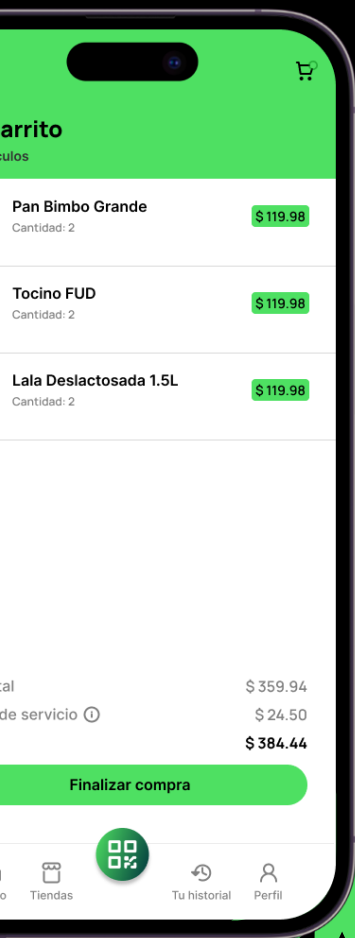 arrito
culos
Pan Bimbo Grande
$ 119.98
Cantidad: 2
Tocino FUD
$ 119.98
Cantidad: 2
Lala Deslactosada 1.5L
$ 119.98
Cantidad: 2
tal
$ 359.94
de servicio
$ 24.50
$ 384.44
Finalizar compra
o
Tiendas
Tu historial
Perfil